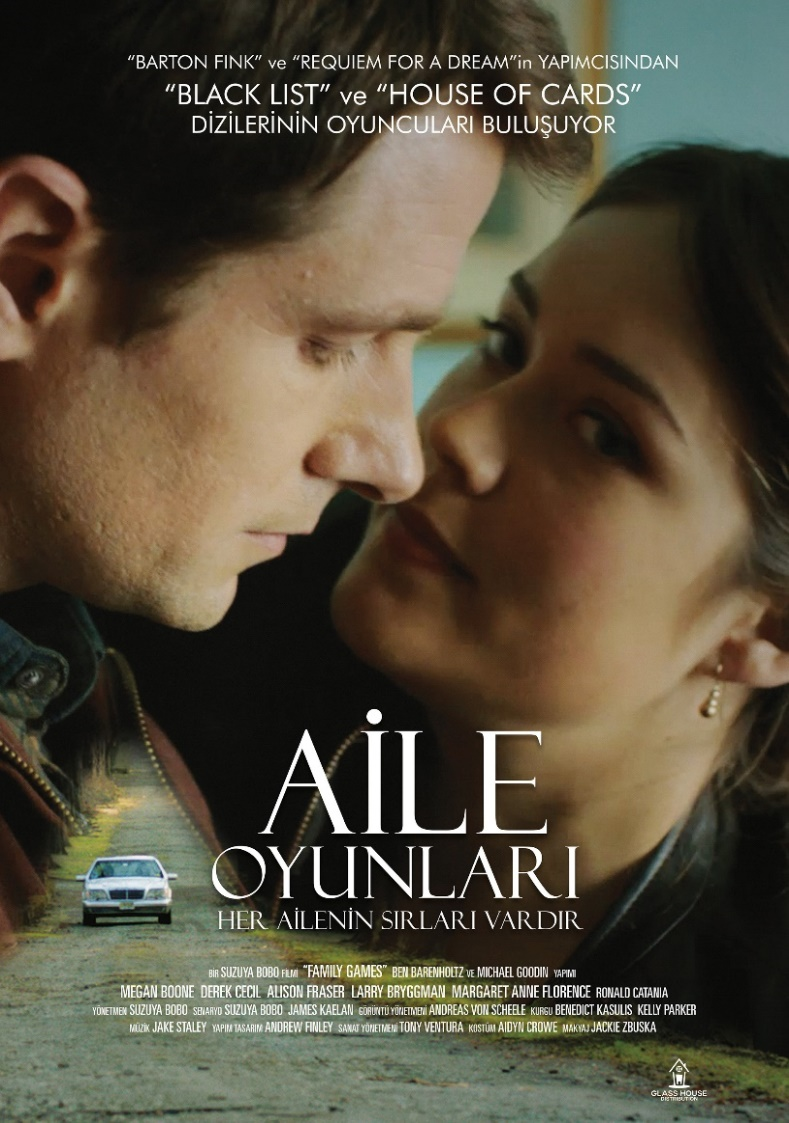 "BARTON FINK" ve "REQUIEM FOR A DREAM"in YAPIMCISINDAN
"BLACK LIST" ve "HOUSE OF CARDS"
DİZİLERİNİN OYUNCULARI BULUŞUYOR
AİLE
OYUNLARI
HER AİLENİN SIRLARI VARDIR
BİR SUZUYA BOBO FİLMİ "FAMILY GAMES" BEN BARENHOLTZ VE MICHAEL GOODIN YAPIMI
MEGAN BOONE DEREK CECIL ALISON FRASER LARRY BRYGGMAN MARGARET ANNE FLORENCE RONALD CATANIA
YÖNETMEN SUZUYA BOBO SENARYO SUZUYA BOBO JAMES KAELAN GÖRÜNTÜ YÖNETMENİ ANDREAS VON SCHEELE KURGU BENEDICT KASULIS KELLY PARKER
MÜZİK JAKE STALEY YAPIM TASARIM ANDREW FINLEY SANAT YÖNETMENİ TONY VENTURA KOSTÜM AIDYN CROWE MAKYAJ JACKIE ZBUSKA
GLASS HOUSE
DISTRIBUTION